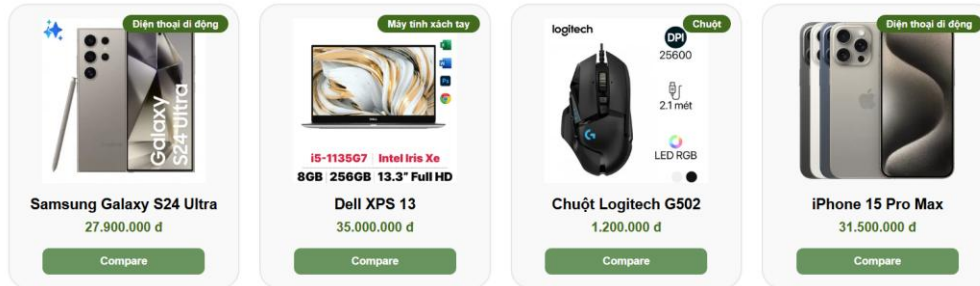 Điện thoại di động
Galaxy
S24 Ultra
Samsung Galaxy S24 Ultra
27.900.000 đ
Compare
Máy tính xách tay
i5-1135G7 Intel Iris Xe
8GB 256GB 13.3" Full HD
Dell XPS 13
35.000.000 đ
Compare
Chuột
logitech
DPI
25600
2.1 mét
LED RGB
Chuột Logitech G502
1.200.000 đ
Compare
Điện thoại di động
iPhone 15 Pro Max
31.500.000 đ
Compare